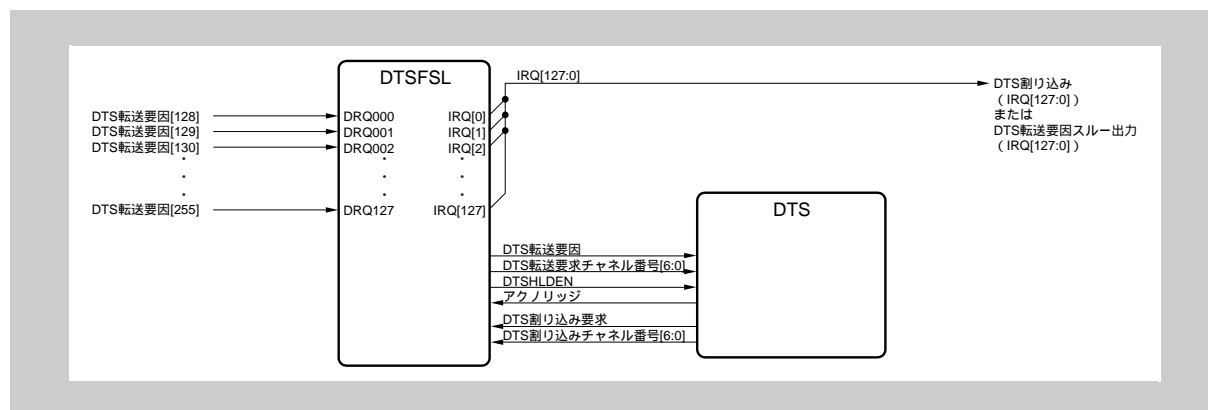 DTSFSL
IRQ[127:0]
DTS割り込み
( IRQ[127:0] )
または
DTS転送要因スルー出力
( IRQ[127:0] )
DTS転送要因[128]
DRQ000
IRQ[0]
DTS転送要因[129]
DRQ001
IRQ[1]
DTS転送要因[130]
DRQ002
IRQ[2]
DTS転送要因[255]
DRQ127
IRQ[127]
DTS
DTS転送要因
DTS転送要求チャネル番号[6:0]
DTSHLDEN
アクノリッジ
DTS割り込み要求
DTS割り込みチャネル番号[6:0]